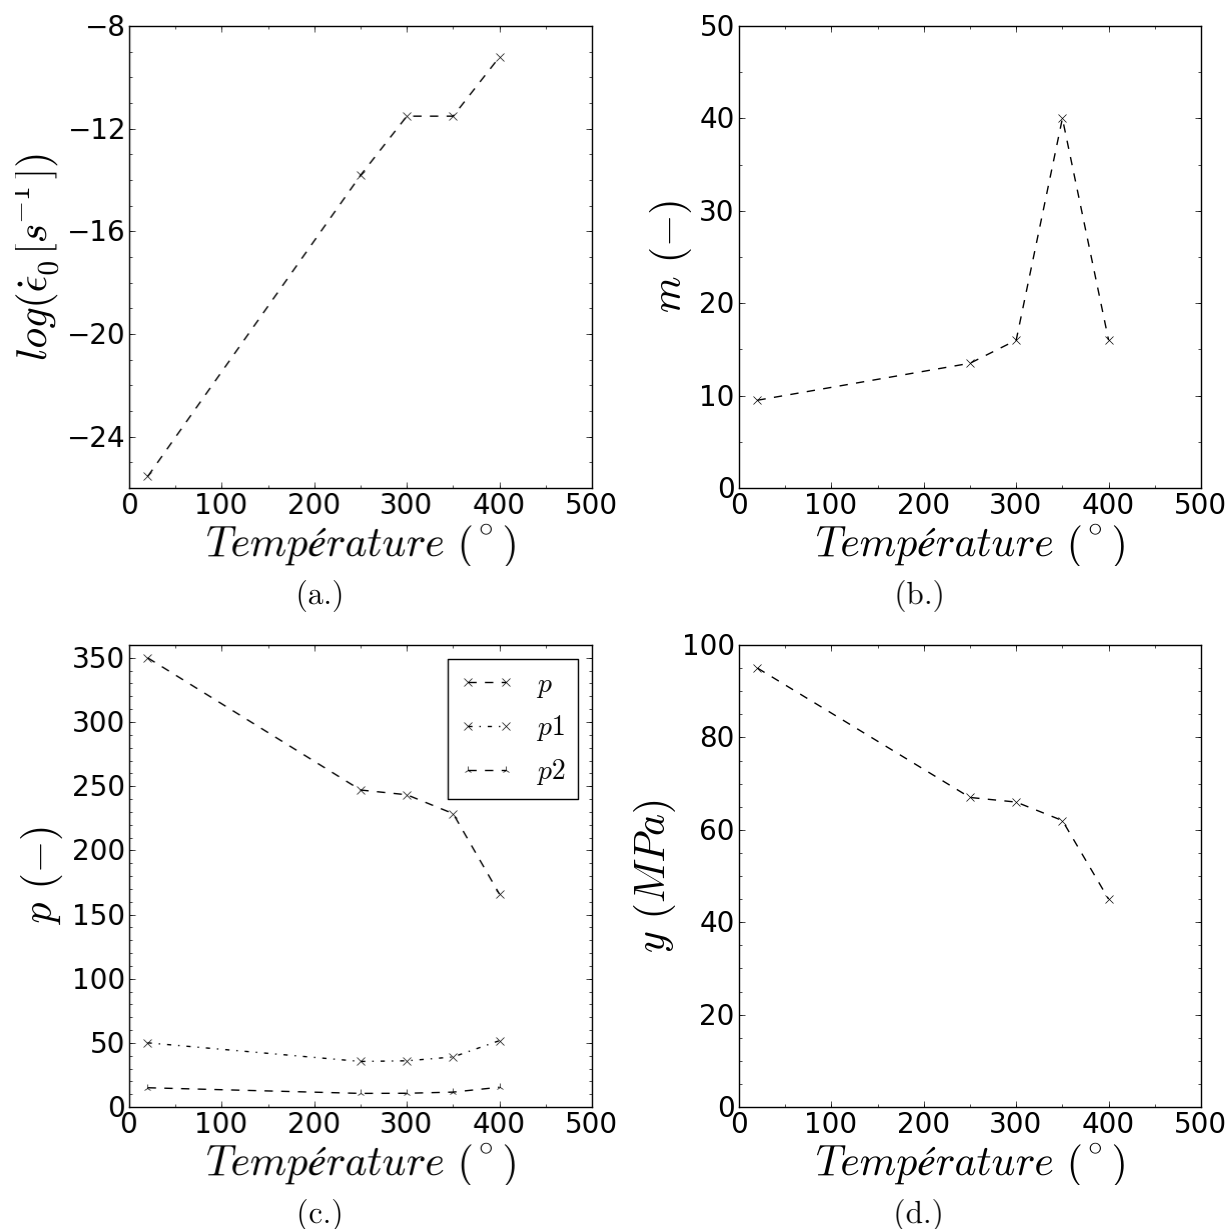 −8
−12
−16
−20
−24
0 100 200 300 400 500
log(ϵ̇₀[s⁻¹])
Température (°)
(a.)
50
40
30
20
10
0
0 100 200 300 400 500
m (−)
Température (°)
(b.)
350
300
250
200
150
100
50
0
0 100 200 300 400 500
p (−)
p
p1
p2
Température (°)
(c.)
100
80
60
40
20
0
0 100 200 300 400 500
y (MPa)
Température (°)
(d.)